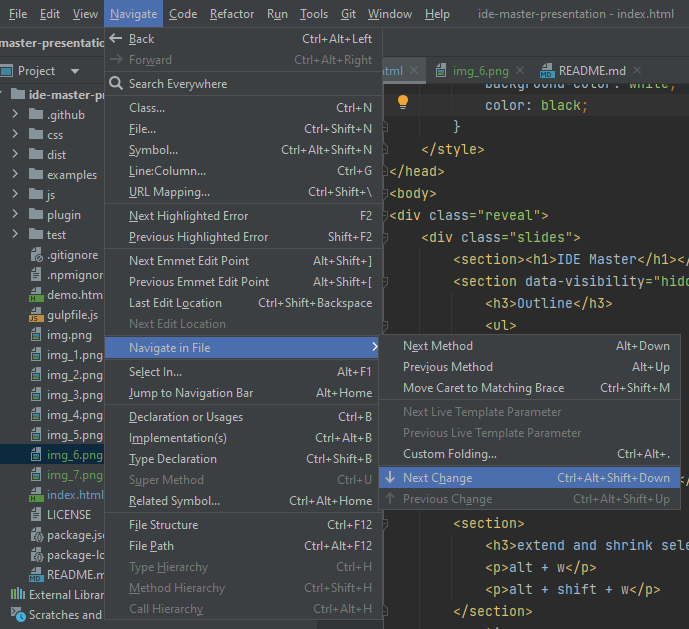 File Edit View Navigate Code Refactor Run Tools Git Window Help ide-master-presentation - index.html
master-presentatio
Project
ide-master-p
.github
css
dist
examples
js
plugin
test
.gitignore
.npmignor
demo.htm
gulpfile.js
img.png
img_1.png
img_2.png
img_3.png
img_4.png
img_5.png
img_6.png
img_7.png
index.html
LICENSE
package.js
package-lo
README.m
External Librar
Scratches and
Back Ctrl+Alt+Left
Forward Ctrl+Alt+Right
Search Everywhere
Class... Ctrl+N
File... Ctrl+Shift+N
Symbol... Ctrl+Alt+Shift+N
Line:Column... Ctrl+G
URL Mapping... Ctrl+Shift+\
Next Highlighted Error F2
Previous Highlighted Error Shift+F2
Next Emmet Edit Point Alt+Shift+]
Previous Emmet Edit Point Alt+Shift+[
Last Edit Location Ctrl+Shift+Backspace
Next Edit Location
Navigate in File
Select In... Alt+F1
Jump to Navigation Bar Alt+Home
Declaration or Usages Ctrl+B
Implementation(s) Ctrl+Alt+B
Type Declaration Ctrl+Shift+B
Super Method Ctrl+U
Related Symbol... Ctrl+Alt+Home
File Structure Ctrl+F12
File Path Ctrl+Alt+F12
Type Hierarchy Ctrl+H
Method Hierarchy Ctrl+Shift+H
Call Hierarchy Ctrl+Alt+H
html img_6.png README.md
background-color: white;
color: black;
}
</style>
</head>
<body>
<div class="reveal">
<div class="slides">
<section><h1>IDE Master</h1></
<section data-visibility="hid
<h3>Outline</h3>
<ul>
Next Method Alt+Down
Previous Method Alt+Up
Move Caret to Matching Brace Ctrl+Shift+M
Next Live Template Parameter
Previous Live Template Parameter
Custom Folding... Ctrl+Alt+.
Next Change Ctrl+Alt+Shift+Down
Previous Change Ctrl+Alt+Shift+Up
<section>
<h3>extend and shrink sele
<p>alt + w</p>
<p>alt + shift + w</p>
</section>